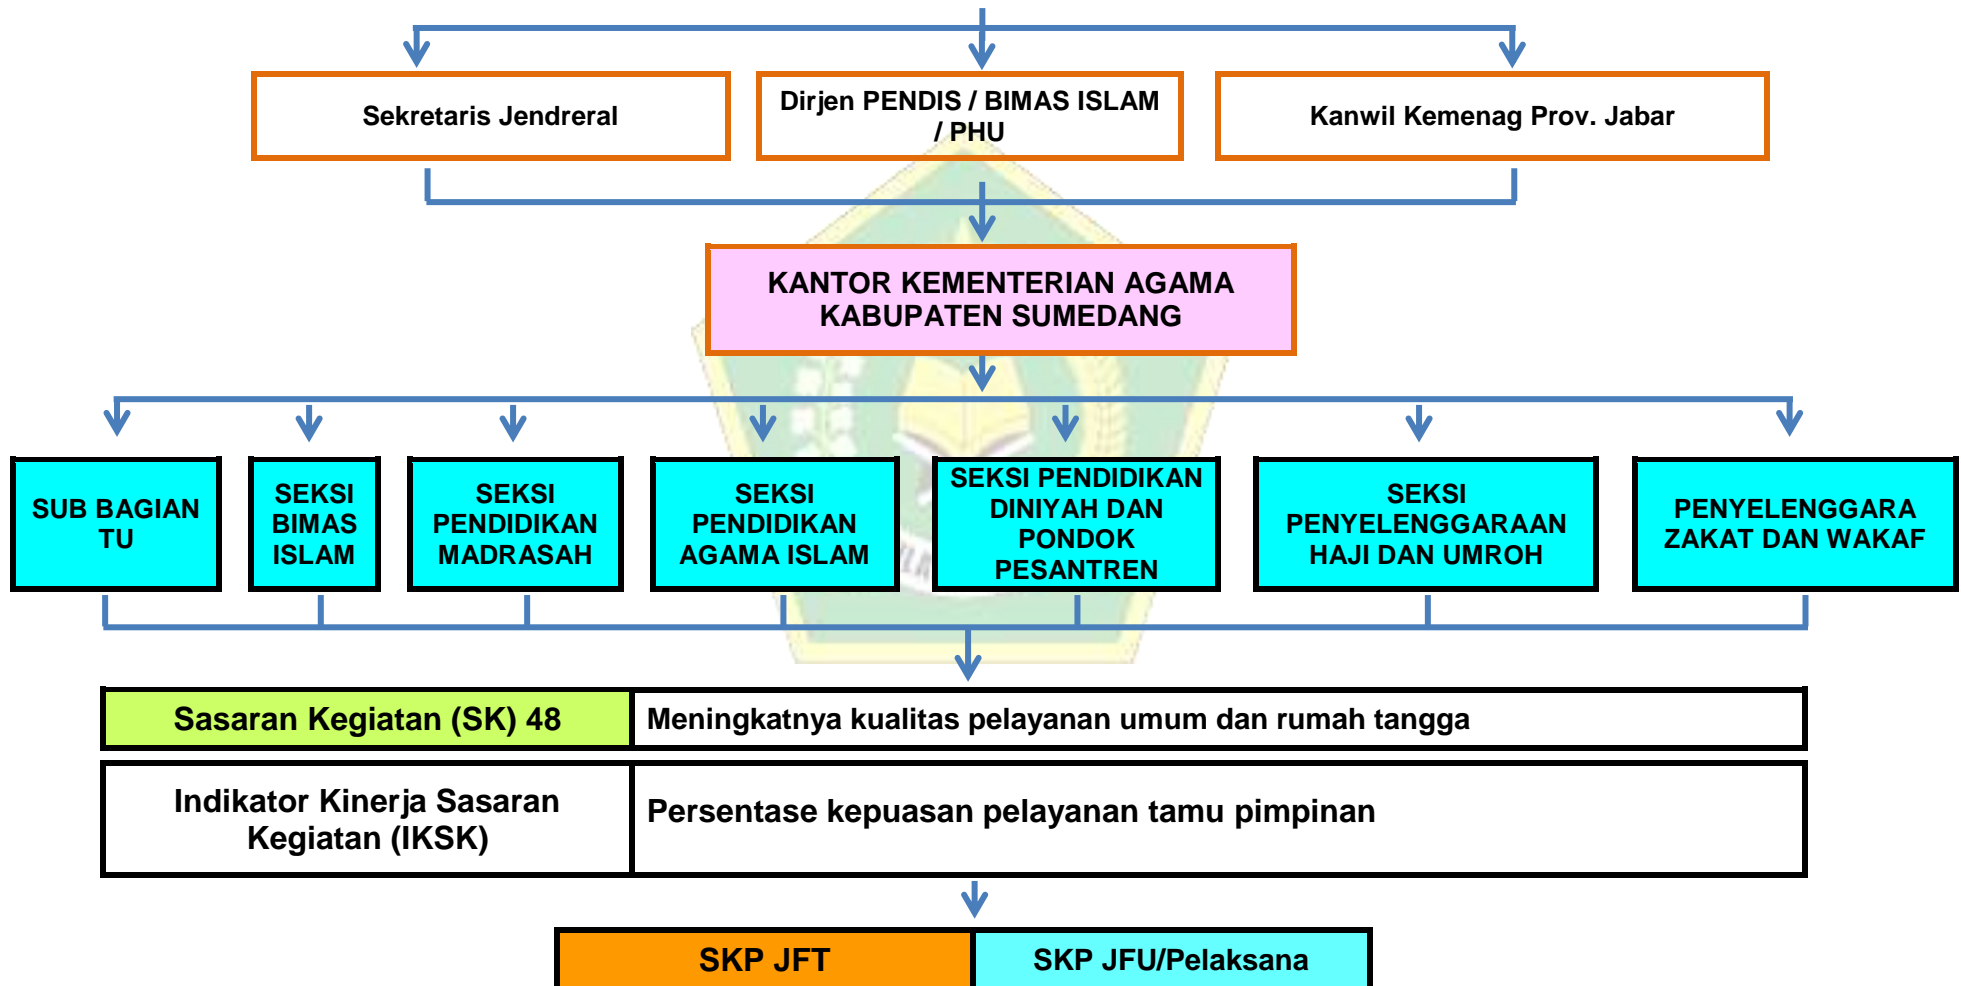 Sekretaris Jendreral
Dirjen PENDIS / BIMAS ISLAM
/ PHU
Kanwil Kemenag Prov. Jabar
KANTOR KEMENTERIAN AGAMA
KABUPATEN SUMEDANG
SUB BAGIAN
TU
SEKSI
BIMAS
ISLAM
SEKSI
PENDIDIKAN
MADRASAH
SEKSI
PENDIDIKAN
AGAMA ISLAM
SEKSI PENDIDIKAN
DINIYAH DAN
PONDOK
PESANTREN
SEKSI
PENYELENGGARAAN
HAJI DAN UMROH
PENYELENGGARA
ZAKAT DAN WAKAF
Sasaran Kegiatan (SK) 48
Meningkatnya kualitas pelayanan umum dan rumah tangga
Indikator Kinerja Sasaran
Kegiatan (IKSK)
Persentase kepuasan pelayanan tamu pimpinan
SKP JFT
SKP JFU/Pelaksana